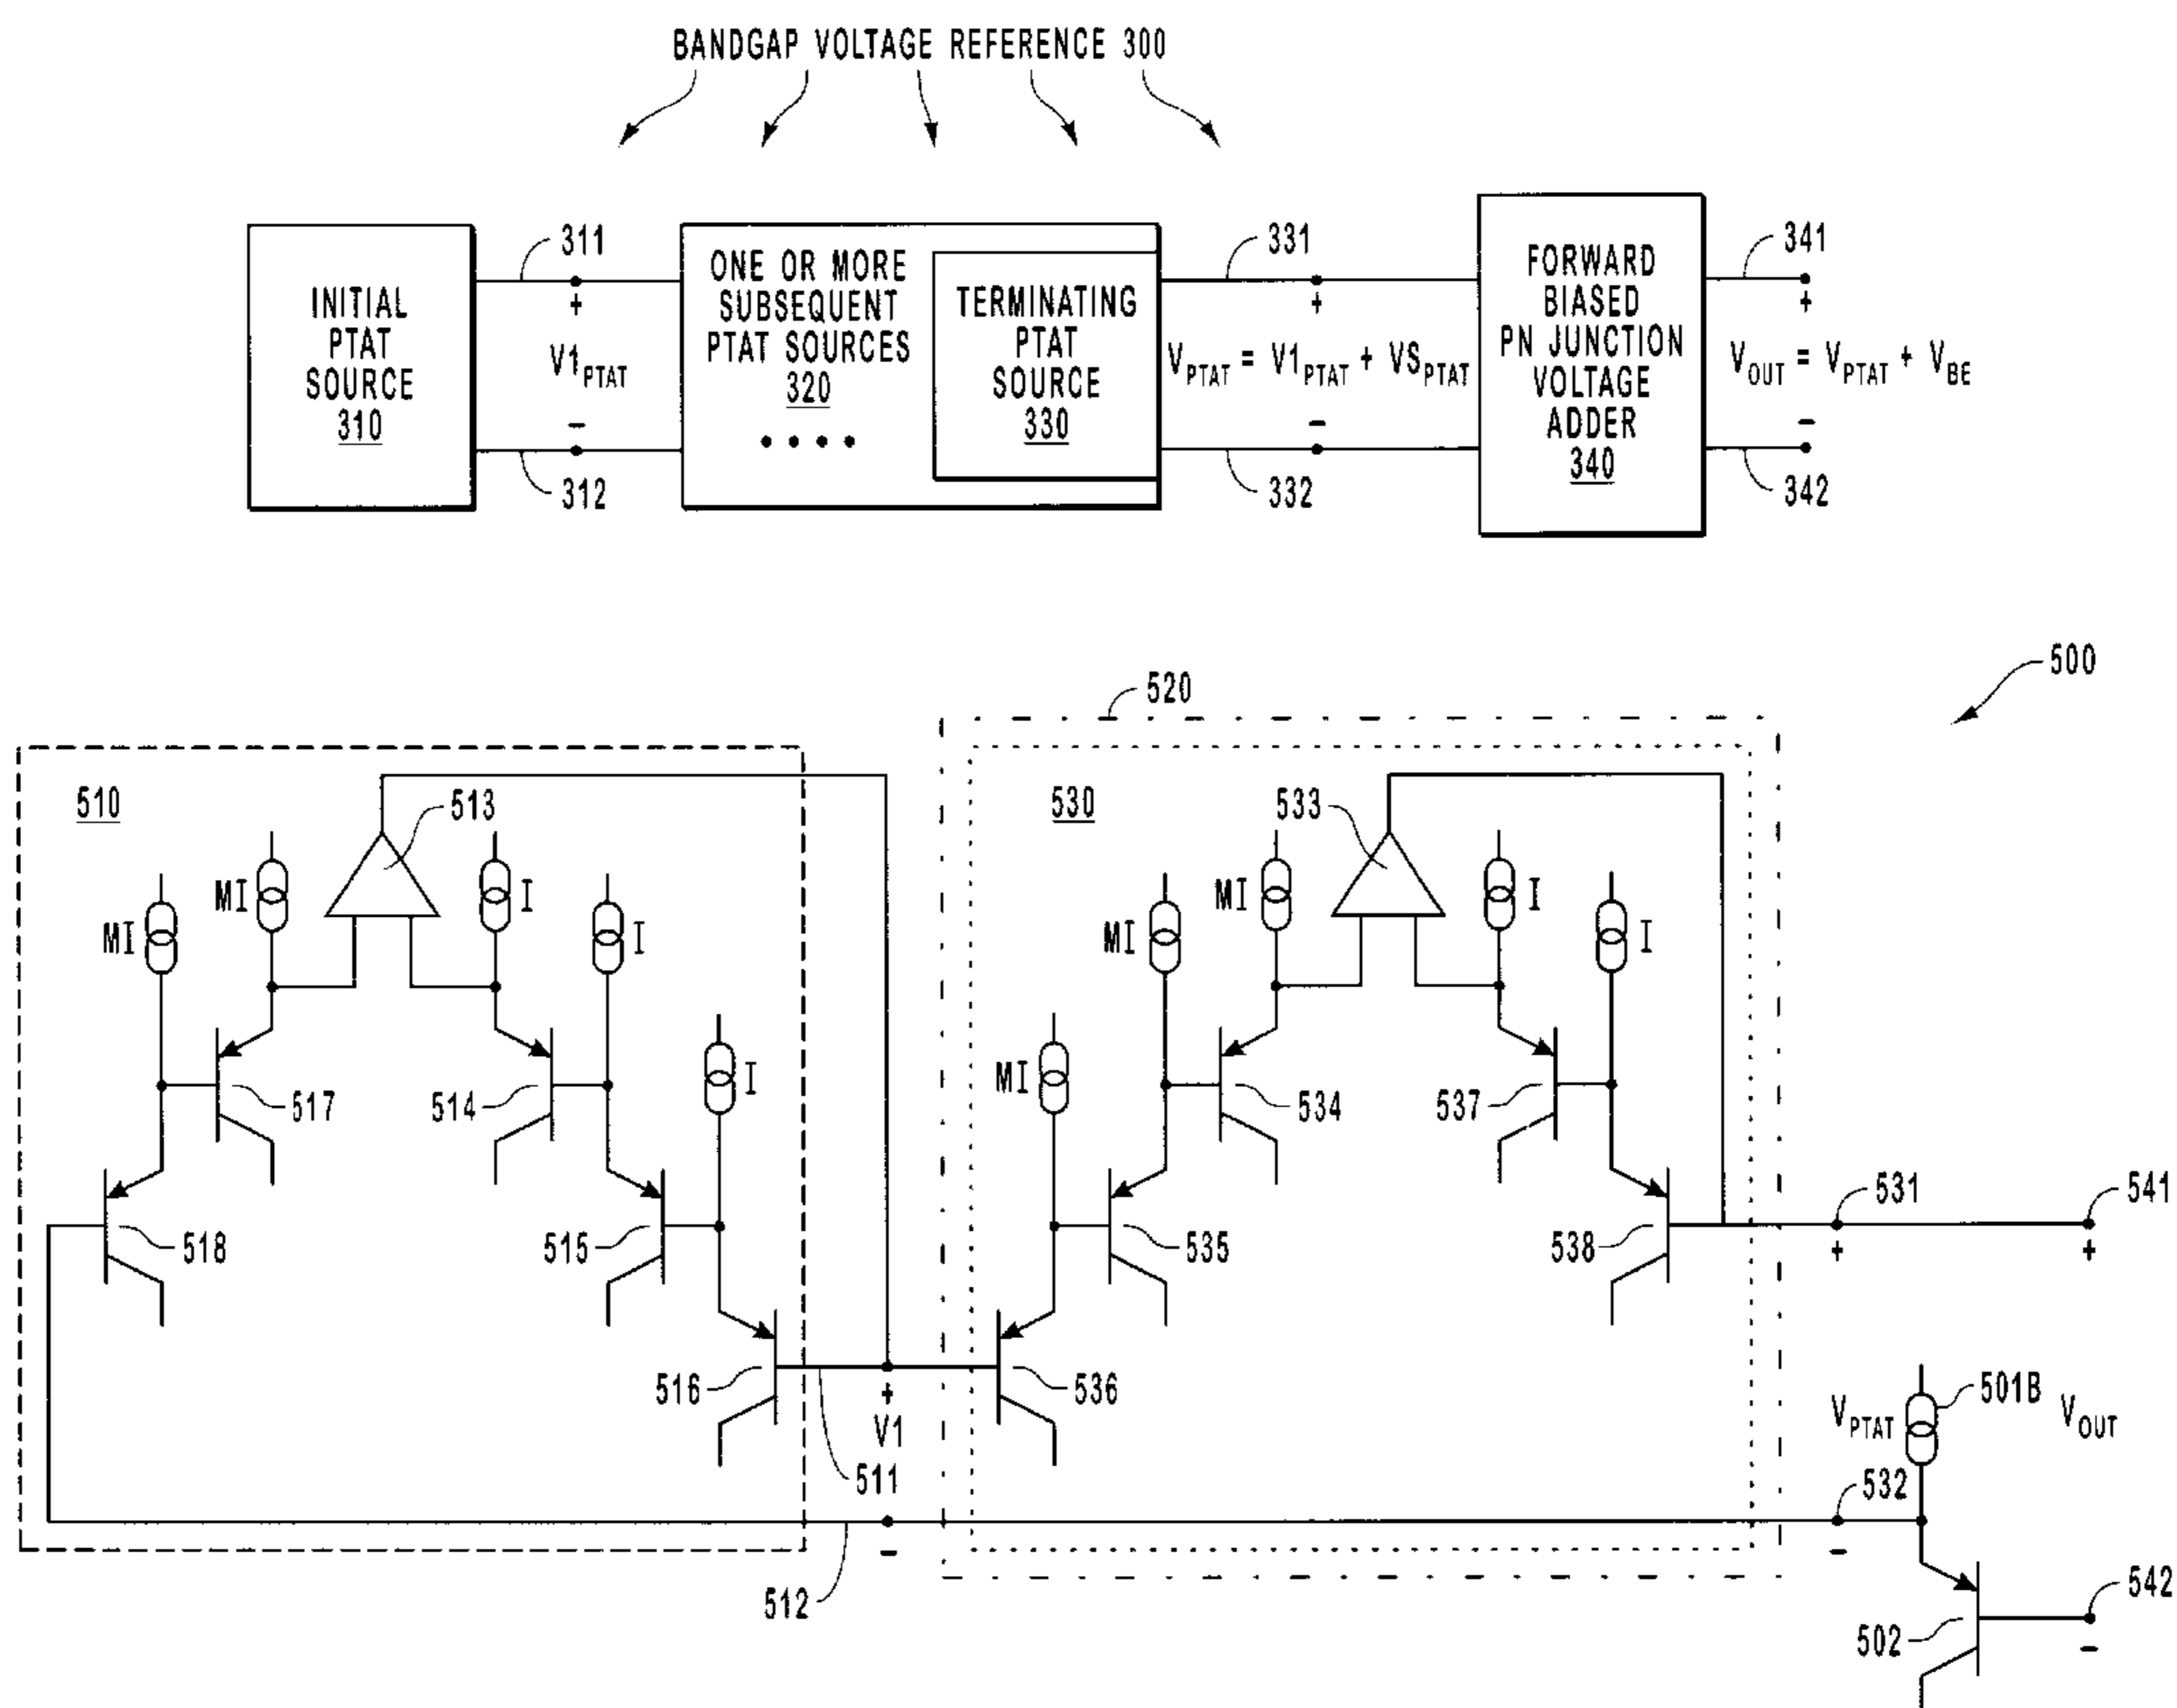 BANDGAP VOLTAGE REFERENCE 300
INITIAL
PTAT
SOURCE
310
311
+
V1PTAT
−
312
ONE OR MORE
SUBSEQUENT
PTAT SOURCES
320
TERMINATING
PTAT
SOURCE
330
331
+
VPTAT = V1PTAT + VSPTAT
−
332
FORWARD
BIASED
PN JUNCTION
VOLTAGE
ADDER
340
341
+
VOUT = VPTAT + VBE
−
342
500
520
510
513
MI
MI
I
I
I
517
514
518
515
516
+
V1
511
−
512
530
533
MI
MI
MI
I
I
534
537
535
538
536
531
+
541
+
VPTAT
501B
VOUT
532
−
502
542
−